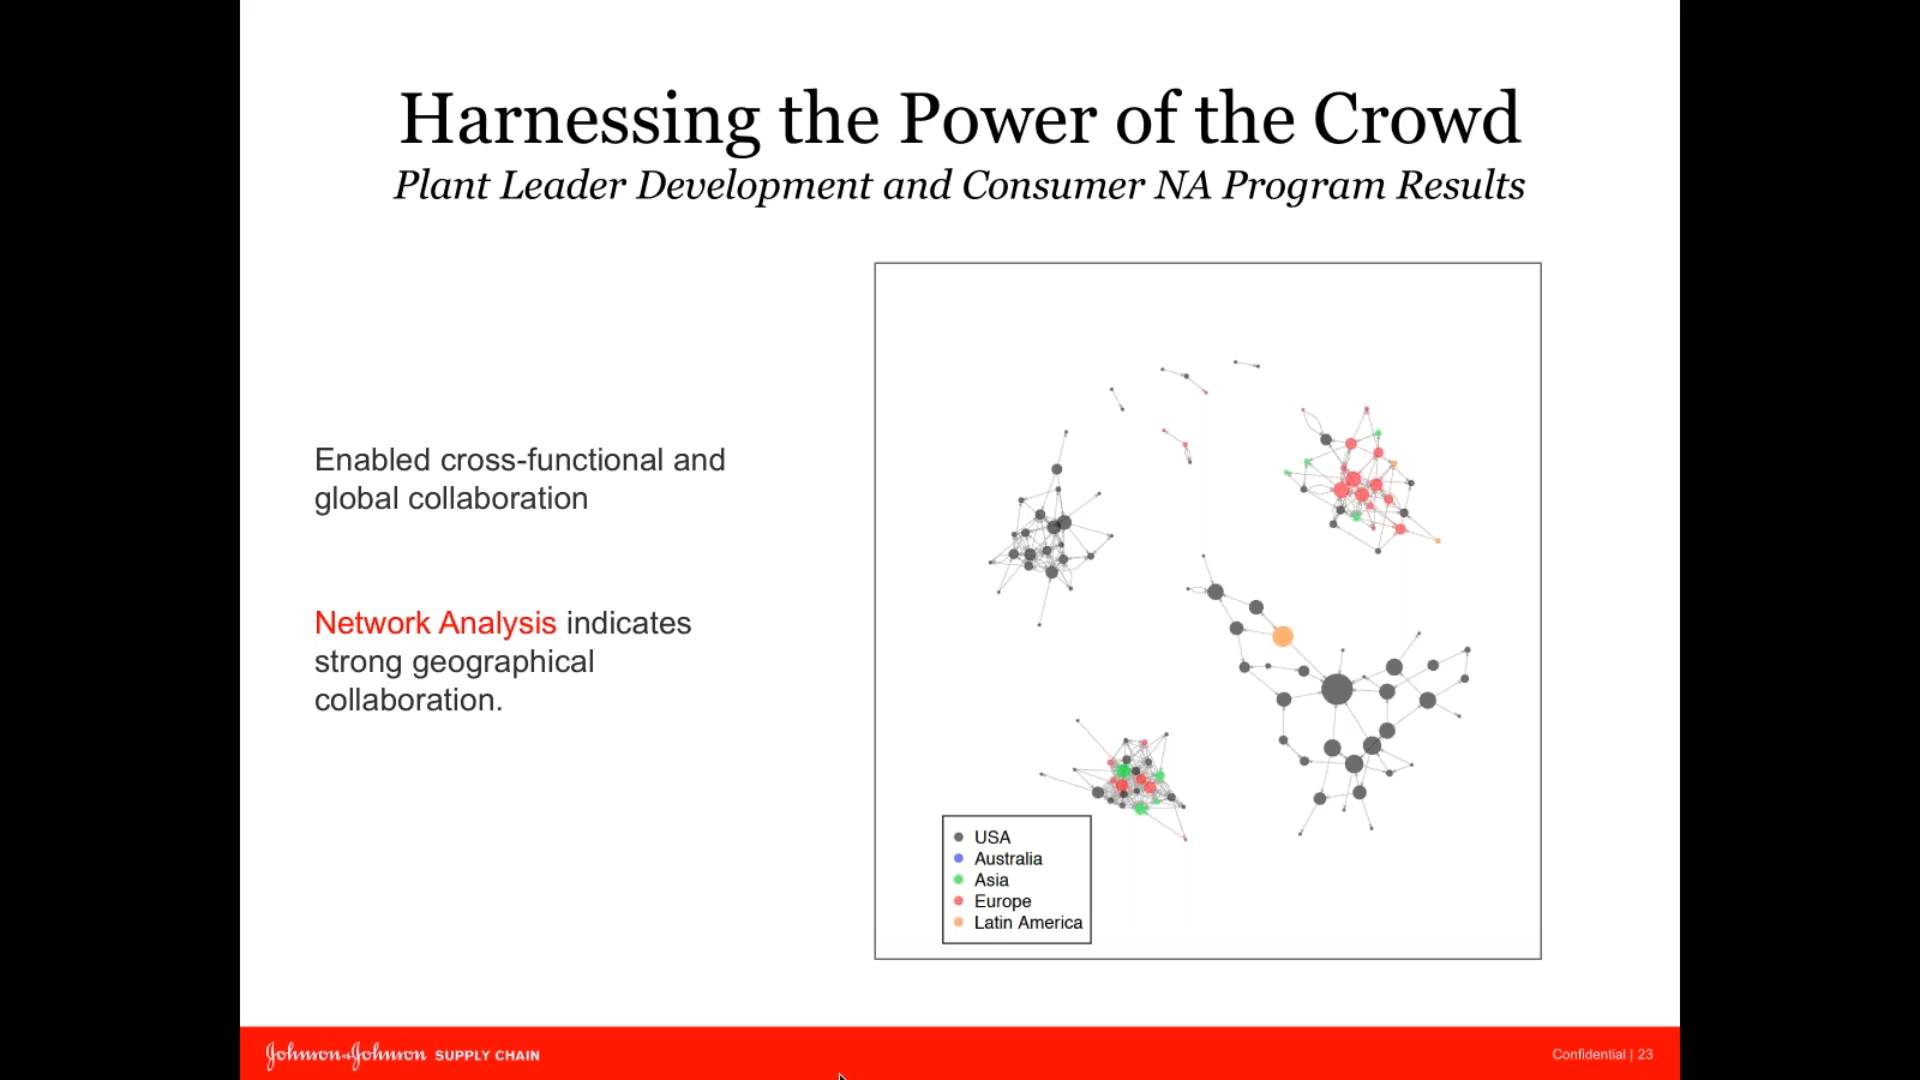 Harnessing the Power of the Crowd
Plant Leader Development and Consumer NA Program Results
Enabled cross-functional and
global collaboration
Network Analysis indicates
strong geographical
collaboration.
USA
Australia
Asia
Europe
Latin America
Johnson & Johnson SUPPLY CHAIN
Confidential | 23